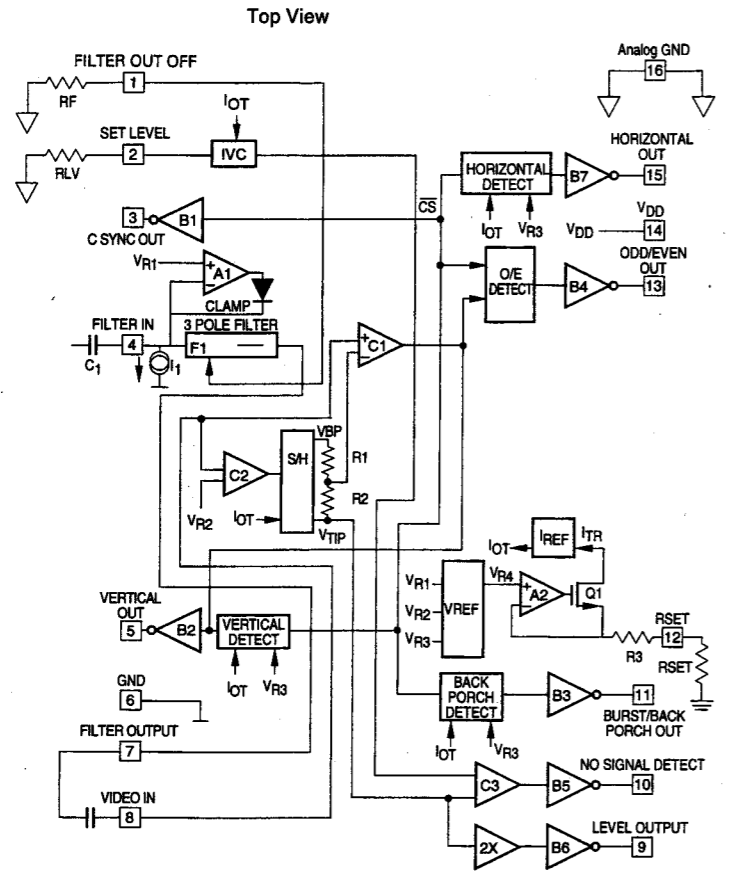 Top View
FILTER OUT OFF
1
RF
Analog GND
16
IOT
SET LEVEL
2
IVC
RLV
HORIZONTAL
OUT
HORIZONTAL
DETECT
B7
15
CS
3
B1
C SYNC OUT
IOT
VR3
VDD
VDD
14
ODD/EVEN
OUT
VR1
+
−
A1
CLAMP
O/E
DETECT
B4
13
FILTER IN
3 POLE FILTER
4
F1
C1
I1
+
−
C1
VBP
S/H
R1
C2
R2
VR2
IOT
VTIP
IREF
ITR
IOT
VR1
VR2
VR3
VREF
VR4
+
−
A2
Q1
RSET
12
R3
RSET
VERTICAL
OUT
5
B2
VERTICAL
DETECT
IOT
VR3
GND
6
BACK
PORCH
DETECT
B3
11
BURST/BACK
PORCH OUT
IOT
VR3
FILTER OUTPUT
7
NO SIGNAL DETECT
C3
B5
10
VIDEO IN
8
LEVEL OUTPUT
2X
B6
9